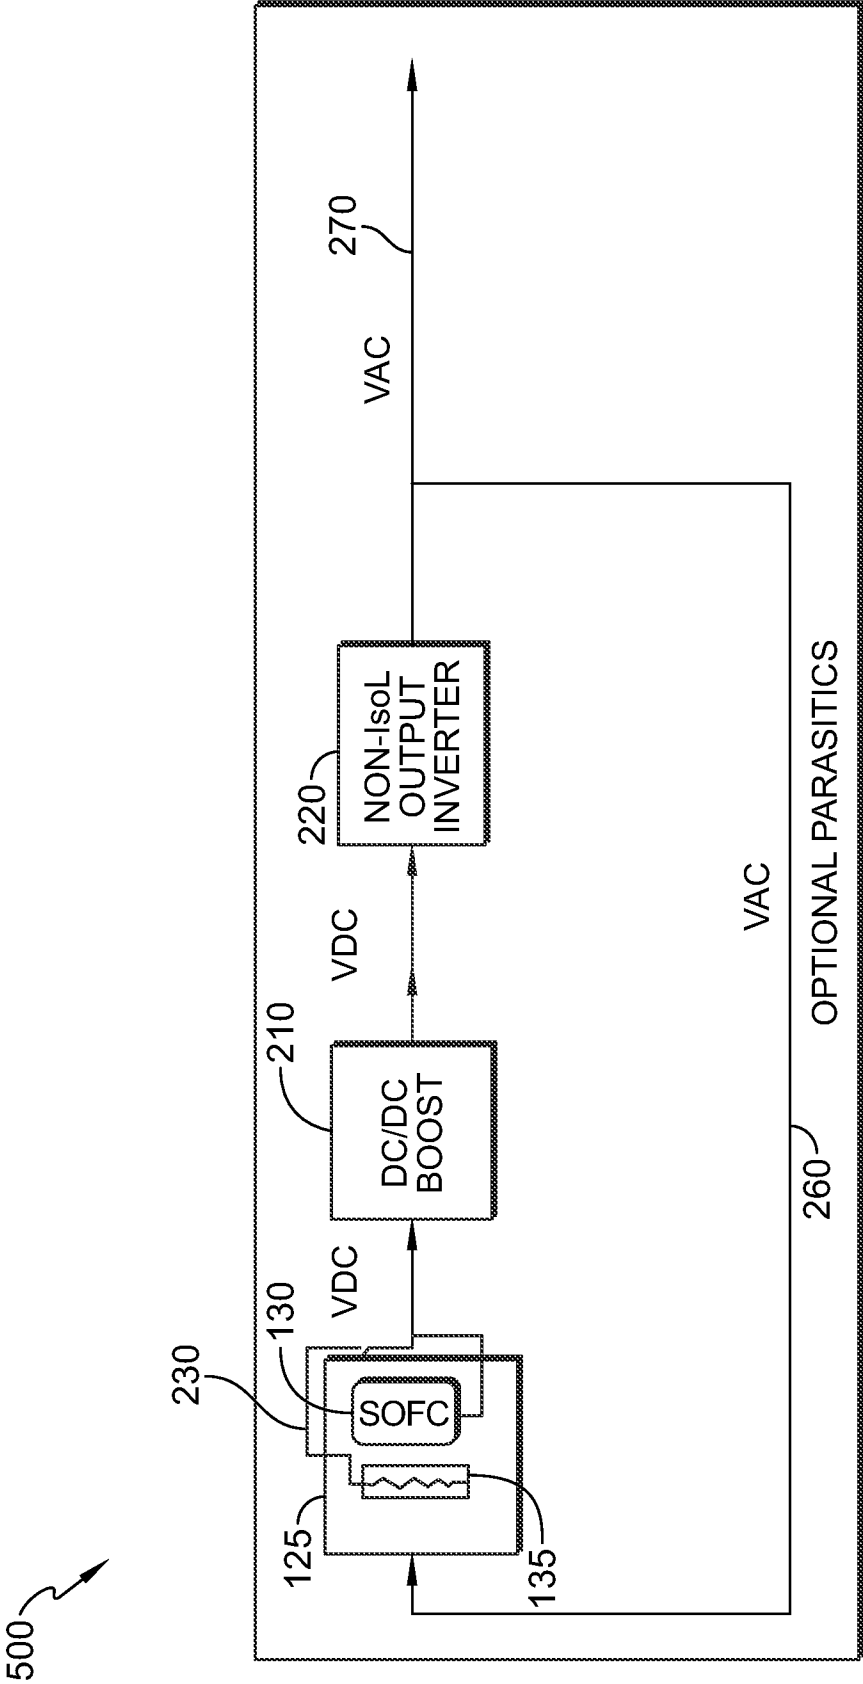 500
230
125
130
SOFC
135
VDC
210
DC/DC
BOOST
VDC
220
NON-IsoL
OUTPUT
INVERTER
VAC
270
VAC
260
OPTIONAL PARASITICS